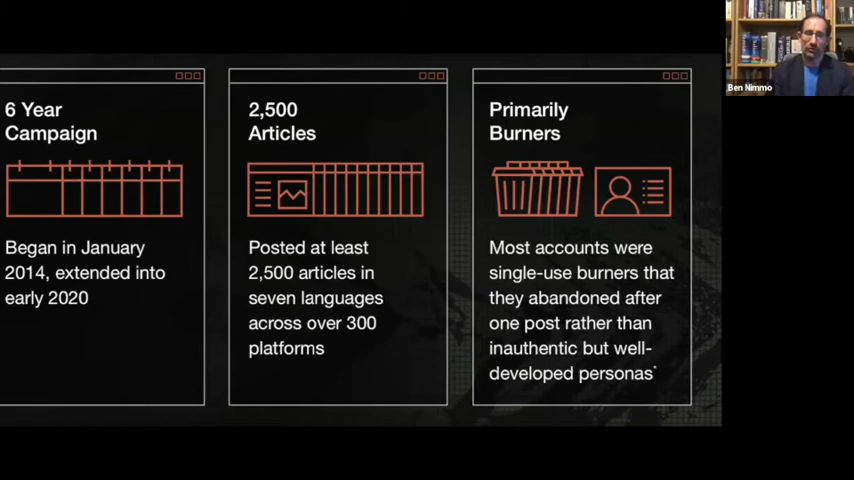 6 Year
Campaign
Began in January
2014, extended into
early 2020
2,500
Articles
Posted at least
2,500 articles in
seven languages
across over 300
platforms
Primarily
Burners
Most accounts were
single-use burners that
they abandoned after
one post rather than
inauthentic but well-
developed personas*
Ben Nimmo